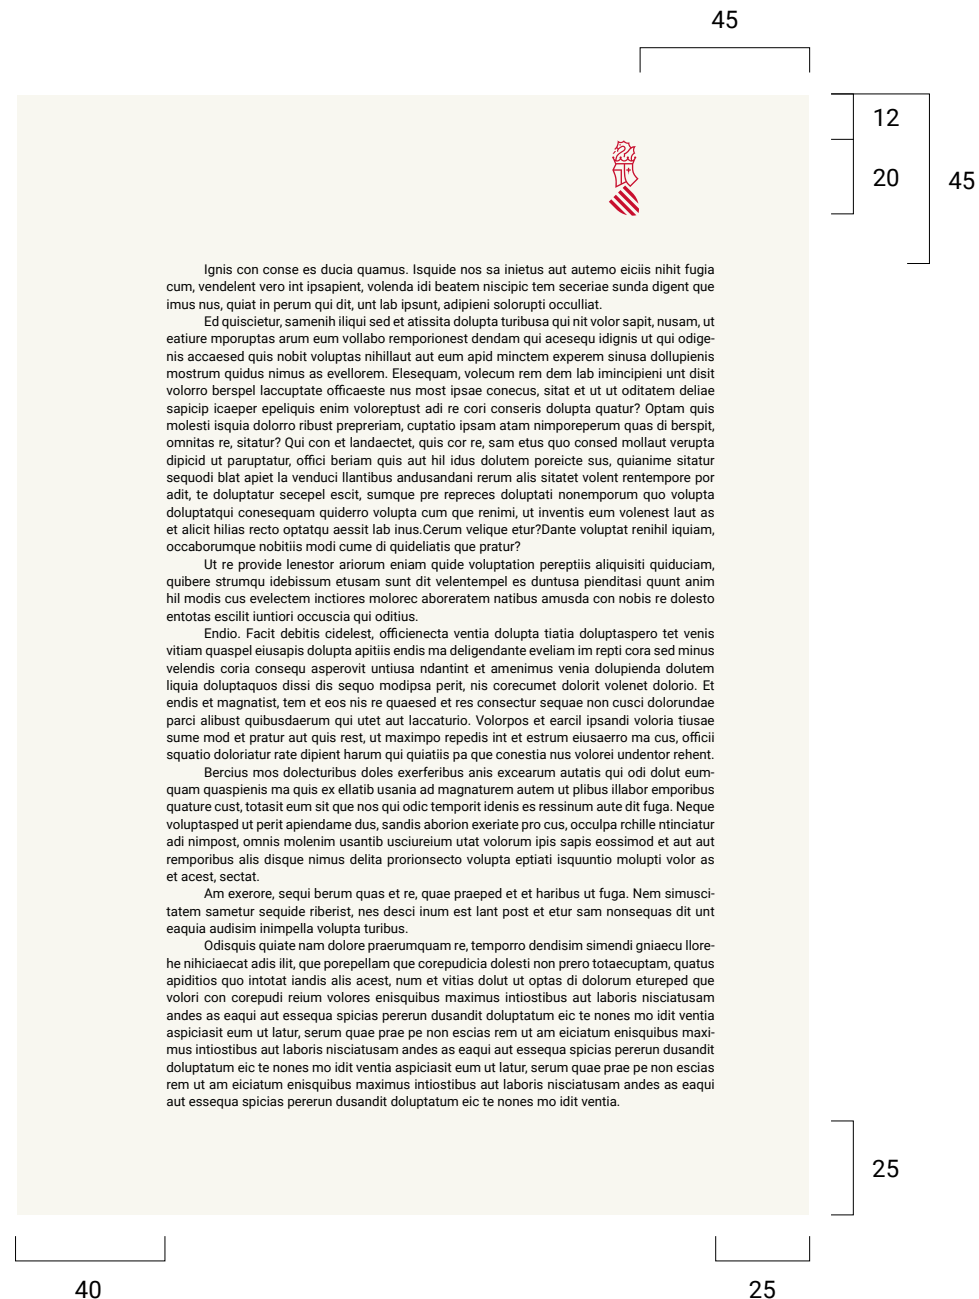 45
12
20
45
Ignis con conse es ducia quamus. Isquide nos sa inietus aut autemo eiciis nihit fugia
cum, vendelent vero int ipsapient, volenda idi beatem niscipic tem seceriae sunda digent que
imus nus, quiat in perum qui dit, unt lab ipsunt, adipieni solorupti occulliat.
Ed quiscietur, samenih iliqui sed et atissita dolupta turibusa qui nit volor sapit, nusam, ut
eatiure mporuptas arum eum vollabo remporionest dendam qui acesequ idignis ut qui odige-
nis accaesed quis nobit voluptas nihillaut aut eum apid minctem experem sinusa dollupienis
mostrum quidus nimus as evellorem. Elesequam, volecum rem dem lab imincipieni unt disit
volorro berspel laccuptate officaeste nus most ipsae conecus, sitat et ut ut oditatem deliae
sapicip icaeper epeliquis enim voloreptust adi re cori conseris dolupta quatur? Optam quis
molesti isquia dolorro ribust prepreriam, cuptatio ipsam atam nimporeperum quas di berspit,
omnitas re, sitatur? Qui con et landaectet, quis cor re, sam etus quo consed mollaut verupta
dipicid ut paruptatur, offici beriam quis aut hil idus dolutem poreicte sus, quianime sitatur
sequodi blat apiet la venduci llantibus andusandani rerum alis sitatet volent rentempore por
adit, te doluptatur secepel escit, sumque pre repreces doluptati nonemporum quo volupta
doluptatqui conesequam quiderro volupta cum que renimi, ut inventis eum volenest laut as
et alicit hilias recto optatqu aessit lab inus.Cerum velique etur?Dante voluptat renihil iquiam,
occaborumque nobitiis modi cume di quideliatis que pratur?
Ut re provide lenestor ariorum eniam quide voluptation pereptiis aliquisiti quiduciam,
quibere strumqu idebissum etusam sunt dit velentempel es duntusa pienditasi quunt anim
hil modis cus evelectem inctiores molorec aboreratem natibus amusda con nobis re dolesto
entotas escilit iuntiori occuscia qui oditius.
Endio. Facit debitis cidelest, officienecta ventia dolupta tiatia doluptaspero tet venis
vitiam quaspel eiusapis dolupta apitiis endis ma deligendante eveliam im repti cora sed minus
velendis coria consequ asperovit untiusa ndantint et amenimus venia dolupienda dolutem
liquia doluptaquos dissi dis sequo modipsa perit, nis corecumet dolorit volenet dolorio. Et
endis et magnatist, tem et eos nis re quaesed et res consectur sequae non cusci dolorundae
parci alibust quibusdaerum qui utet aut laccaturio. Volorpos et earcil ipsandi voloria tiusae
sume mod et pratur aut quis rest, ut maximpo repedis int et estrum eiusaerro ma cus, officii
squatio doloriatur rate dipient harum qui quiatiis pa que conestia nus volorei undentor rehent.
Bercius mos dolecturibus doles exerferibus anis excearum autatis qui odi dolut eum-
quam quaspienis ma quis ex ellatib usania ad magnaturem autem ut plibus illabor emporibus
quature cust, totasit eum sit que nos qui odic temporit idenis es ressinum aute dit fuga. Neque
voluptasped ut perit apiendame dus, sandis aborion exeriate pro cus, occulpa rchille ntinciatur
adi nimpost, omnis molenim usantib usciureium utat volorum ipis sapis eossimod et aut aut
remporibus alis disque nimus delita prorionsecto volupta eptiati isquuntio molupti volor as
et acest, sectat.
Am exerore, sequi berum quas et re, quae praeped et et haribus ut fuga. Nem simusci-
tatem sametur sequide riberist, nes desci inum est lant post et etur sam nonsequas dit unt
eaquia audisim inimpella volupta turibus.
Odisquis quiate nam dolore praerumquam re, temporro dendisim simendi gniaecu llore-
he nihiciaecat adis ilit, que porepellam que corepudicia dolesti non prero totaecuptam, quatus
apiditios quo intotat iandis alis acest, num et vitias dolut ut optas di dolorum etureped que
volori con corepudi reium volores enisquibus maximus intiostibus aut laboris nisciatusam
andes as eaqui aut essequa spicias pererun dusandit doluptatum eic te nones mo idit ventia
aspiciasit eum ut latur, serum quae prae pe non escias rem ut am eiciatum enisquibus maxi-
mus intiostibus aut laboris nisciatusam andes as eaqui aut essequa spicias pererun dusandit
doluptatum eic te nones mo idit ventia aspiciasit eum ut latur, serum quae prae pe non escias
rem ut am eiciatum enisquibus maximus intiostibus aut laboris nisciatusam andes as eaqui
aut essequa spicias pererun dusandit doluptatum eic te nones mo idit ventia.
25
40
25